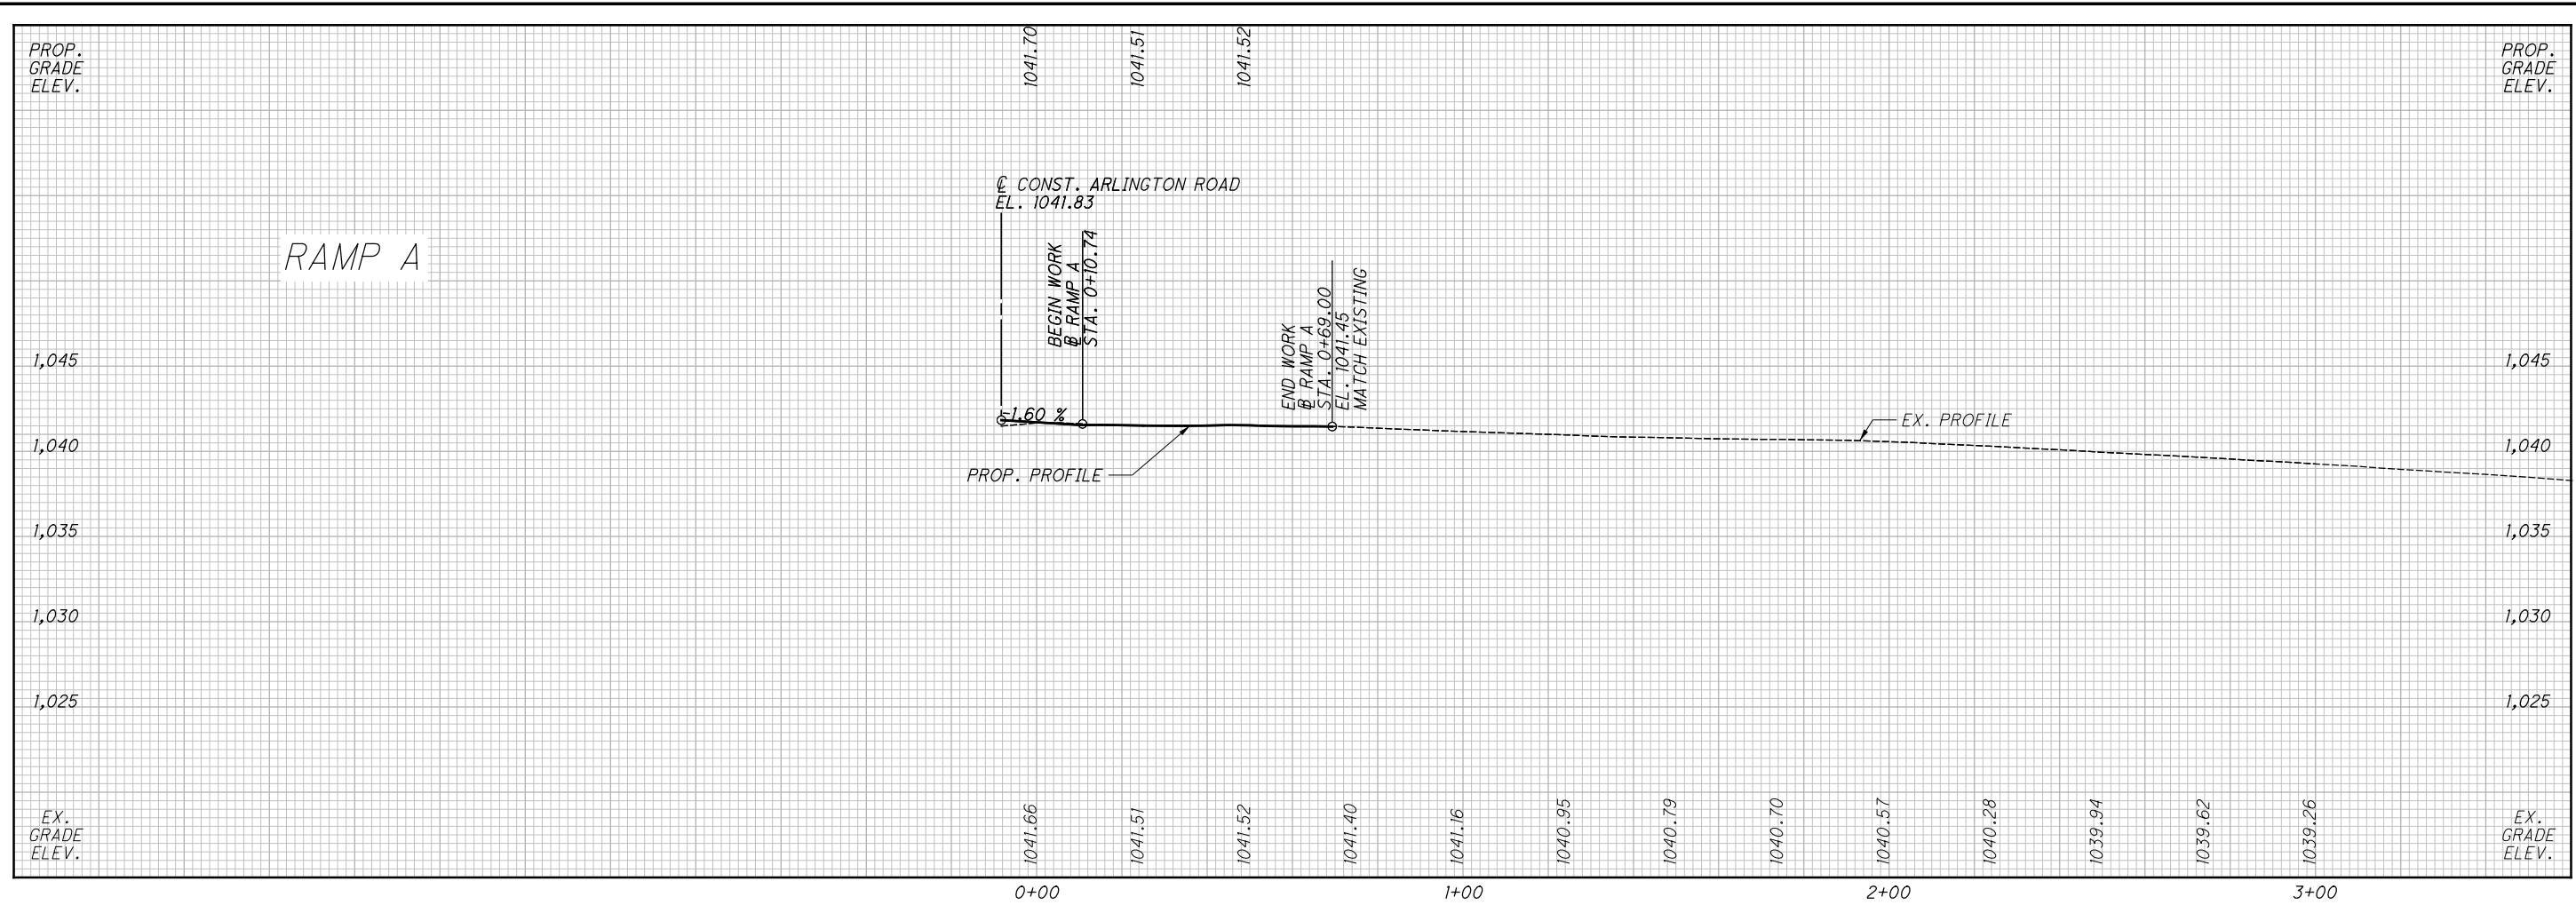 PROP.
GRADE
ELEV.
1041.70
1041.51
1041.52
PROP.
GRADE
ELEV.
℄ CONST. ARLINGTON ROAD
EL. 1041.83
RAMP A
BEGIN WORK
℄ RAMP A
STA. 0+10.74
END WORK
℄ RAMP A
STA. 0+69.00
EL. 1041.45
MATCH EXISTING
1,045
1,045
-1.60 %
EX. PROFILE
1,040
1,040
PROP. PROFILE
1,035
1,035
1,030
1,030
1,025
1,025
EX.
GRADE
ELEV.
1041.66
1041.51
1041.52
1041.40
1041.16
1040.95
1040.79
1040.70
1040.57
1040.28
1039.94
1039.62
1039.26
EX.
GRADE
ELEV.
0+00
1+00
2+00
3+00